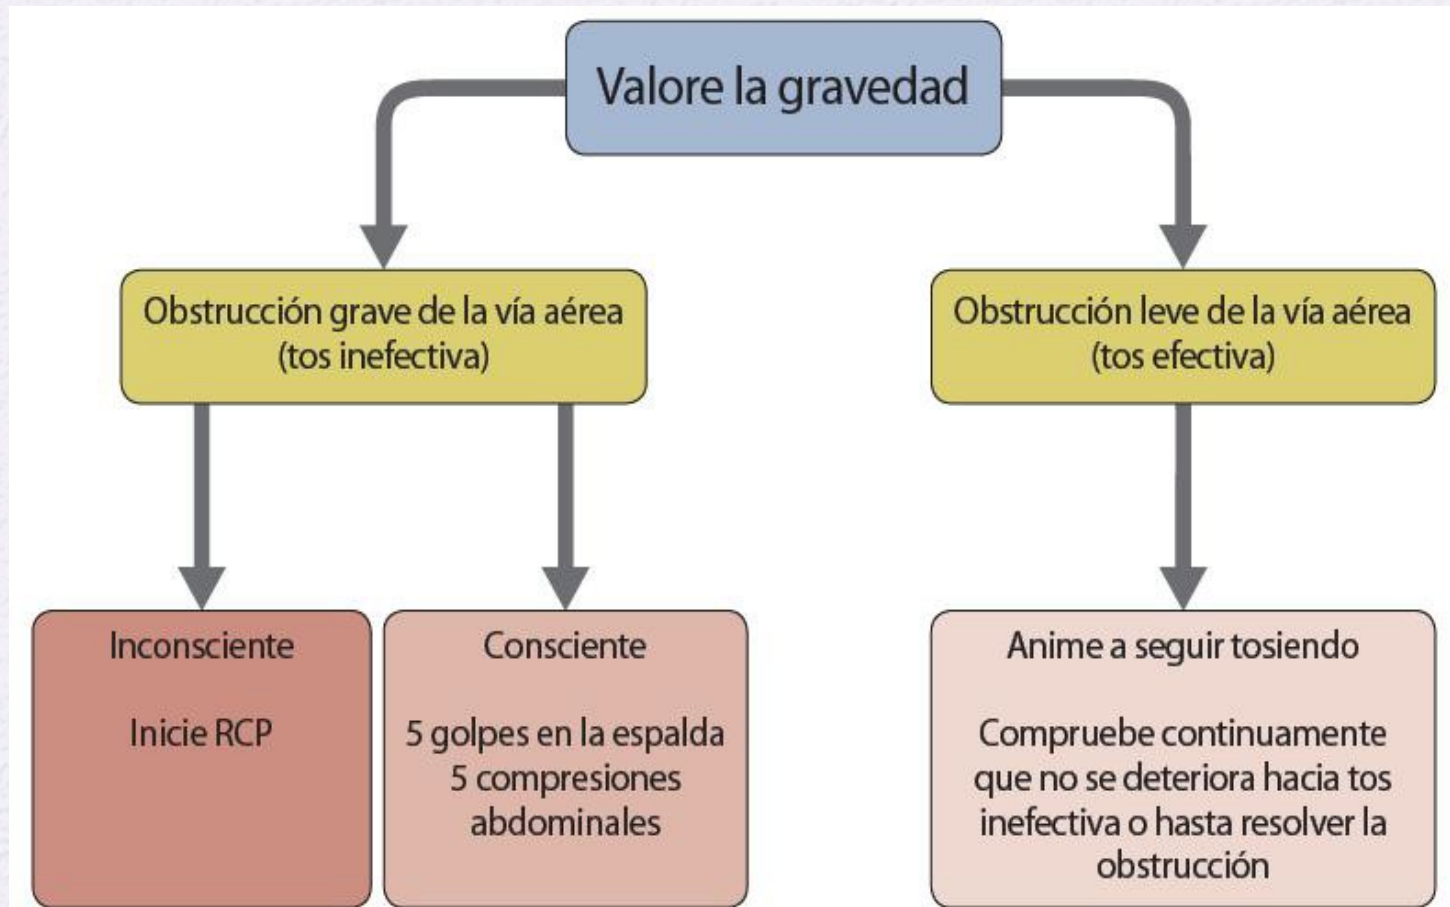 Valore la gravedad
Obstrucción grave de la vía aérea
(tos inefectiva)
Obstrucción leve de la vía aérea
(tos efectiva)
Inconsciente
Inicie RCP
Consciente
5 golpes en la espalda
5 compresiones
abdominales
Anime a seguir tosiendo
Compruebe continuamente
que no se deteriora hacia tos
inefectiva o hasta resolver la
obstrucción